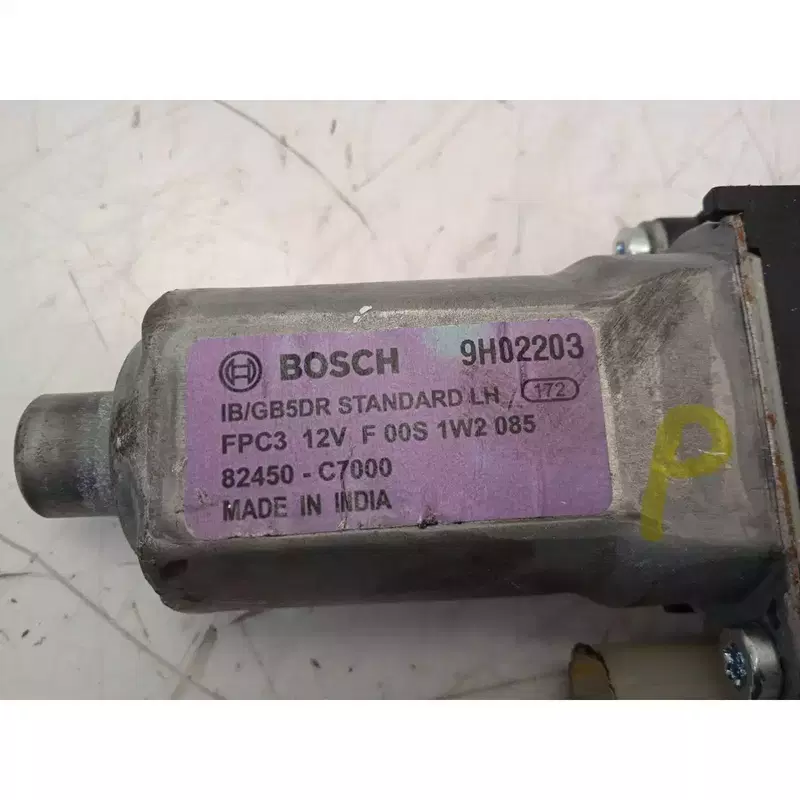 BOSCH 9H02203
IB/GB5DR STANDARD LH 172
FPC3 12V F 00S 1W2 085
82450 - C7000
MADE IN INDIA
P